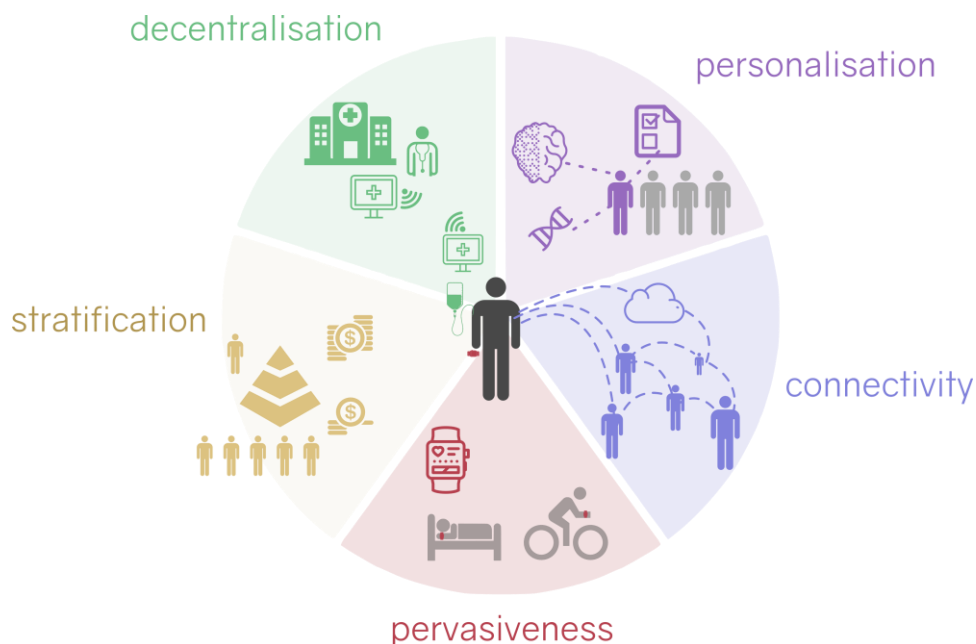 decentralisation
personalisation
stratification
$
$
connectivity
pervasiveness